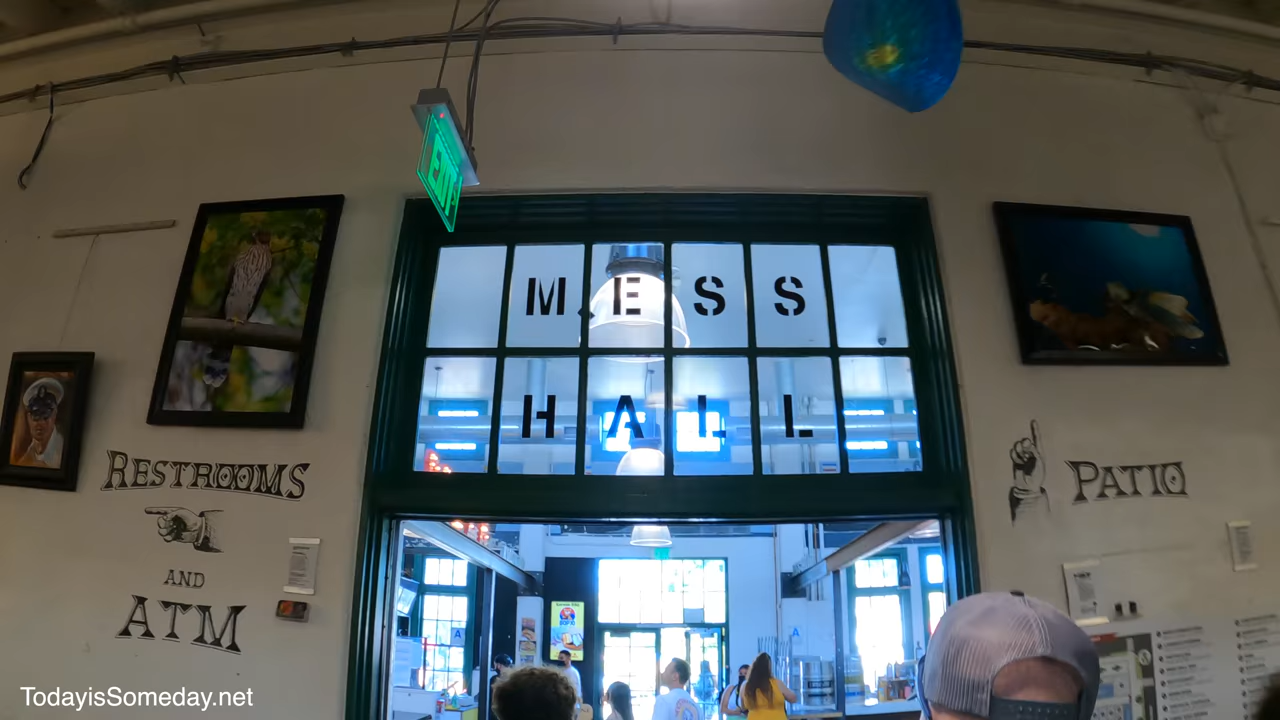 EXIT
MESS
HALL
RESTROOMS
AND
ATM
PATIO
A
A
TodayisSomeday.net